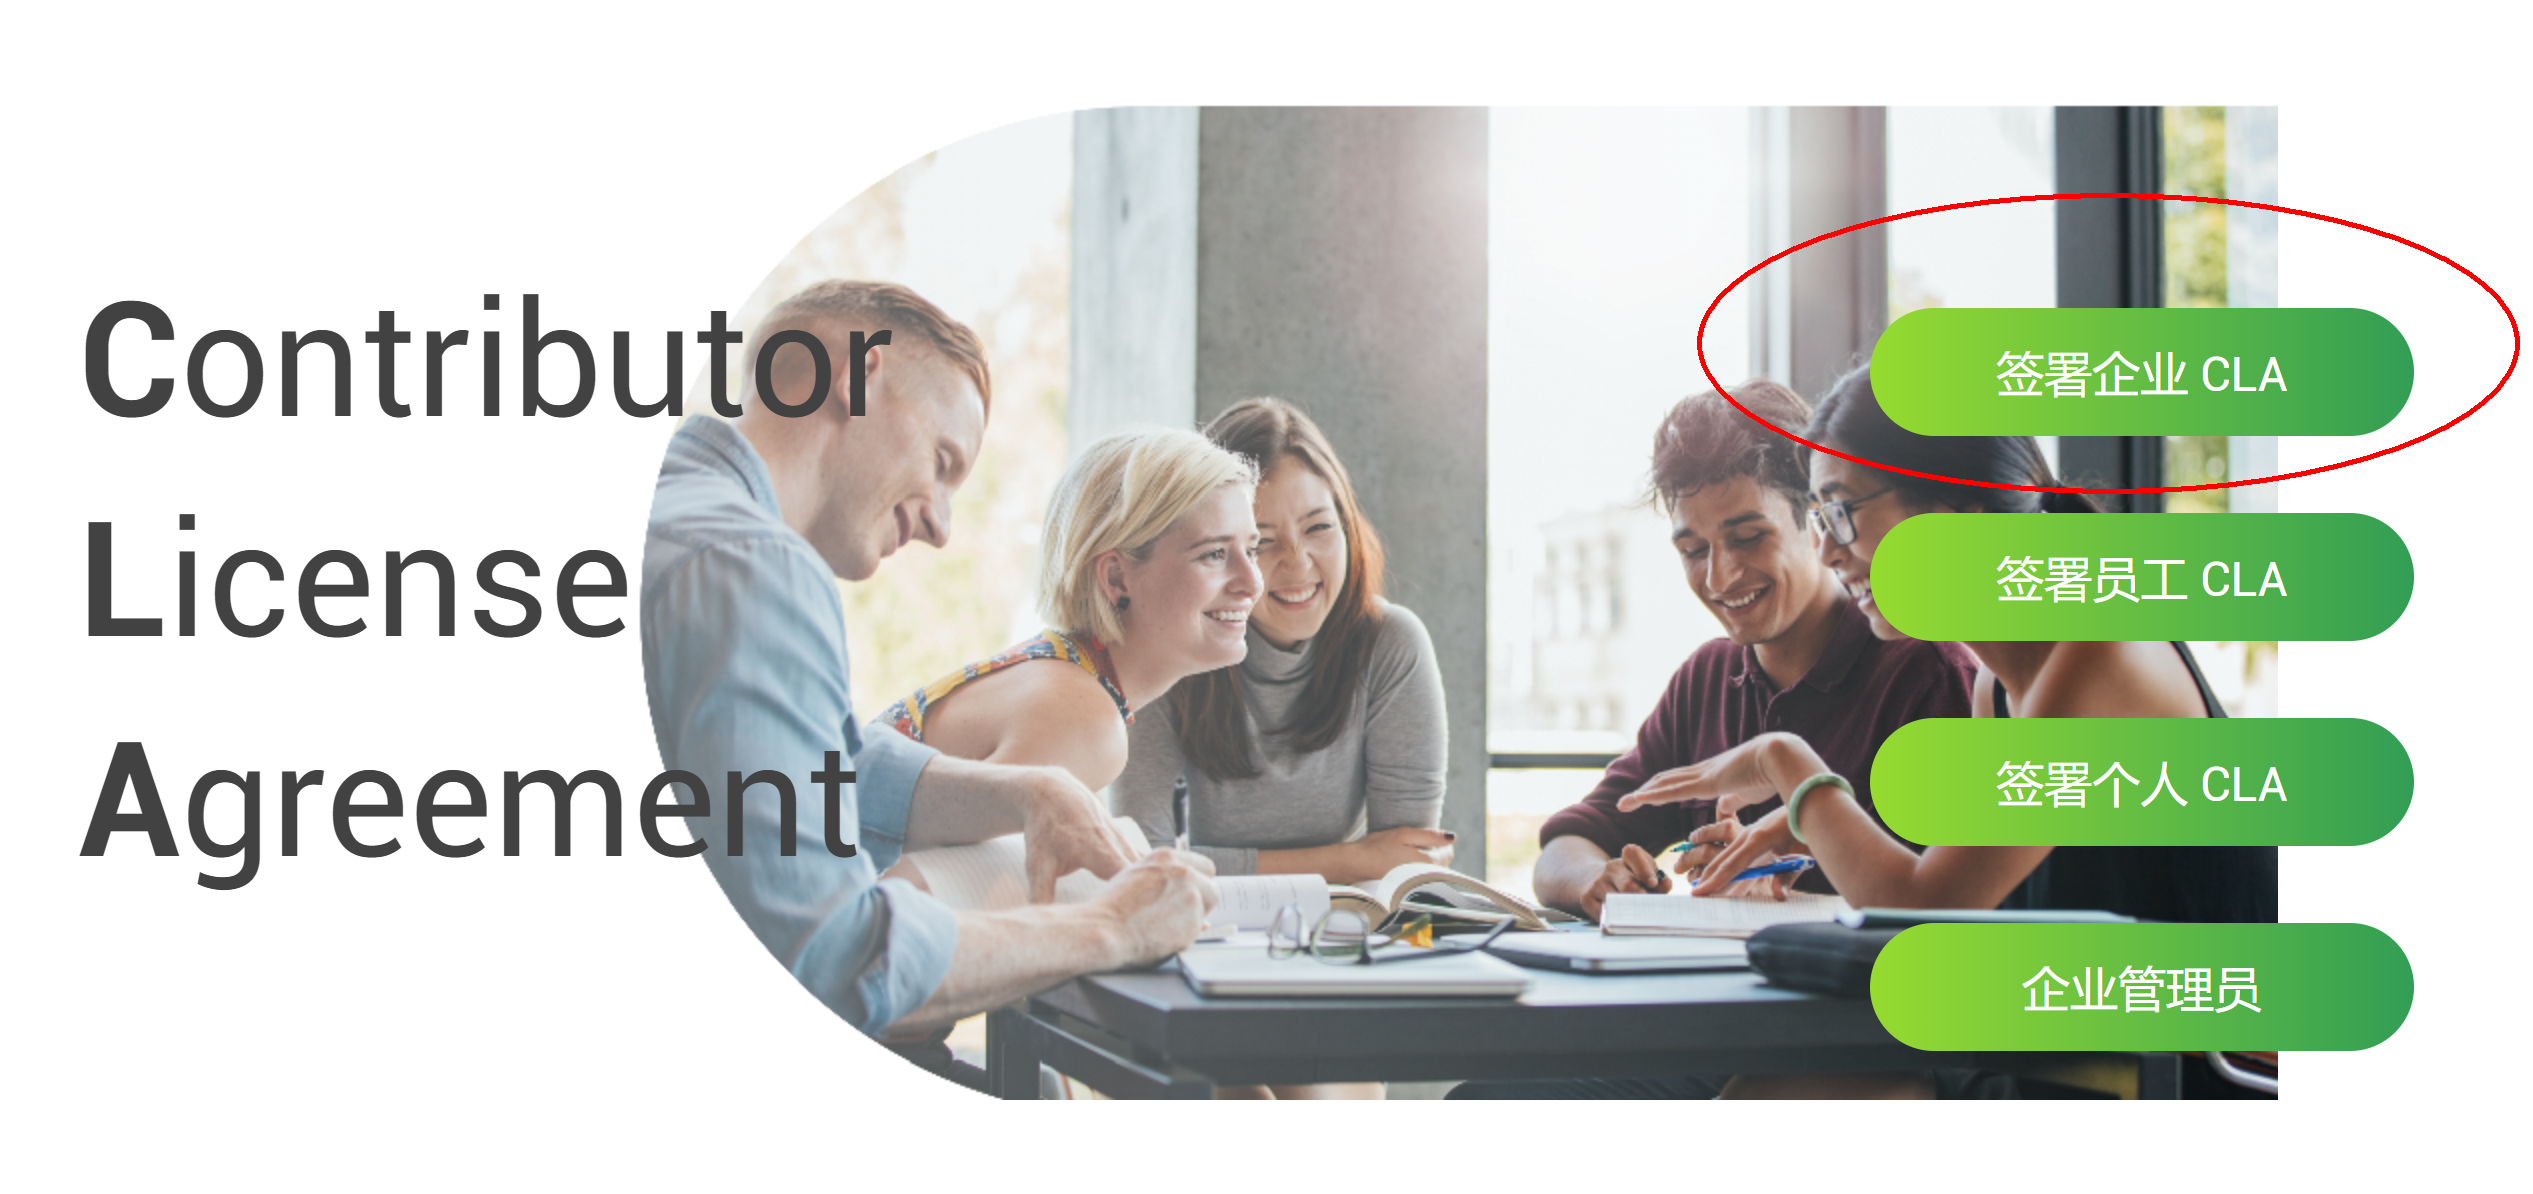 Contributor
License
Agreement
签署企业 CLA
签署员工 CLA
签署个人 CLA
企业管理员